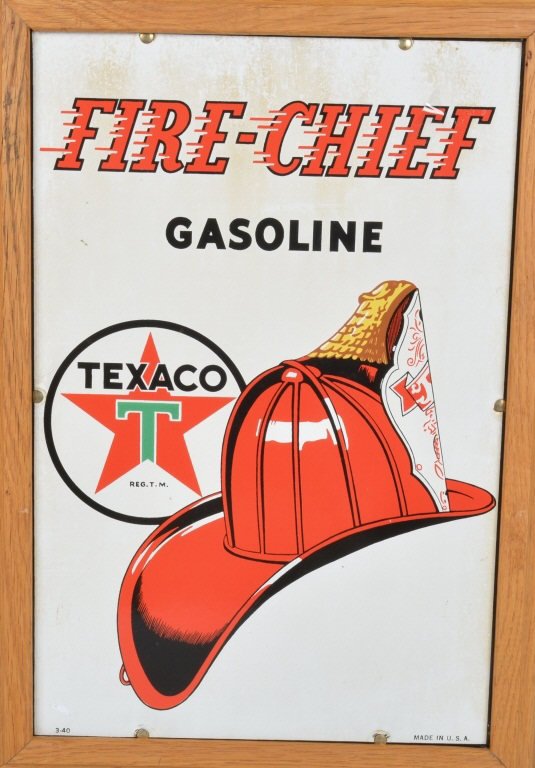 FIRE-CHIEF
GASOLINE
TEXACO
T
REG. T. M.
3-40
MADE IN U. S. A.